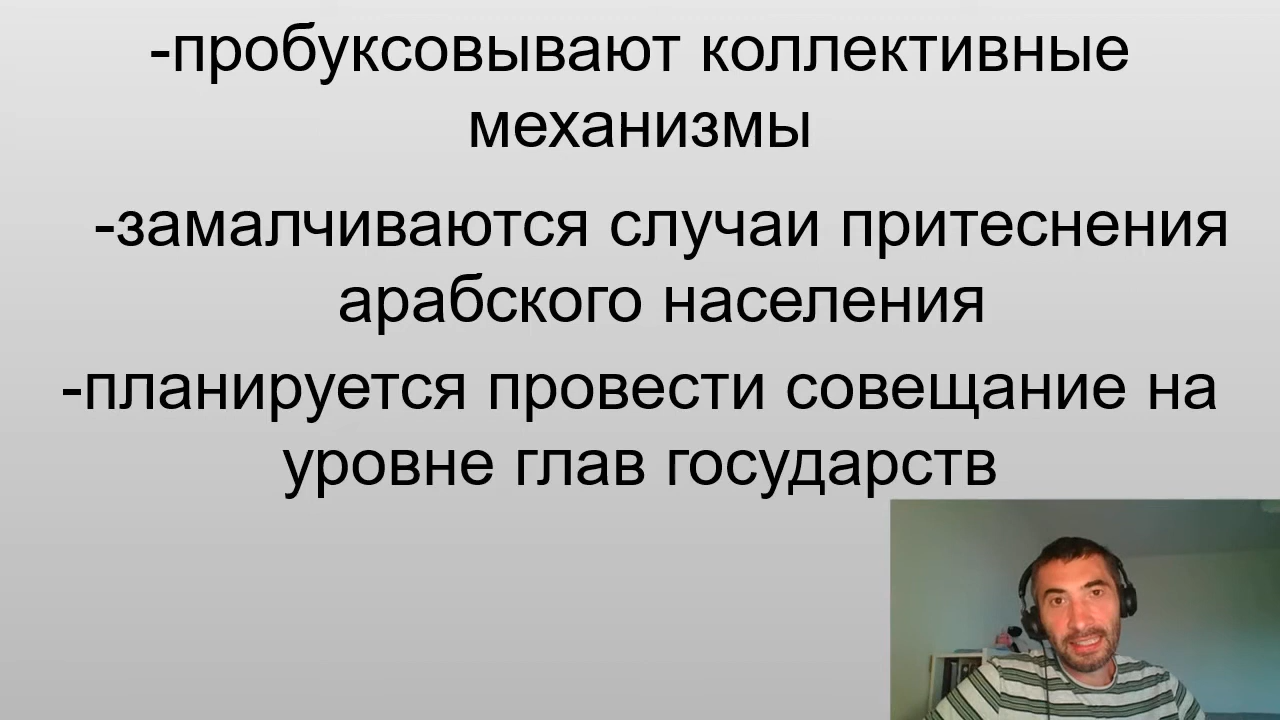 -пробуксовывают коллективные
механизмы
-замалчиваются случаи притеснения
арабского населения
-планируется провести совещание на
уровне глав государств